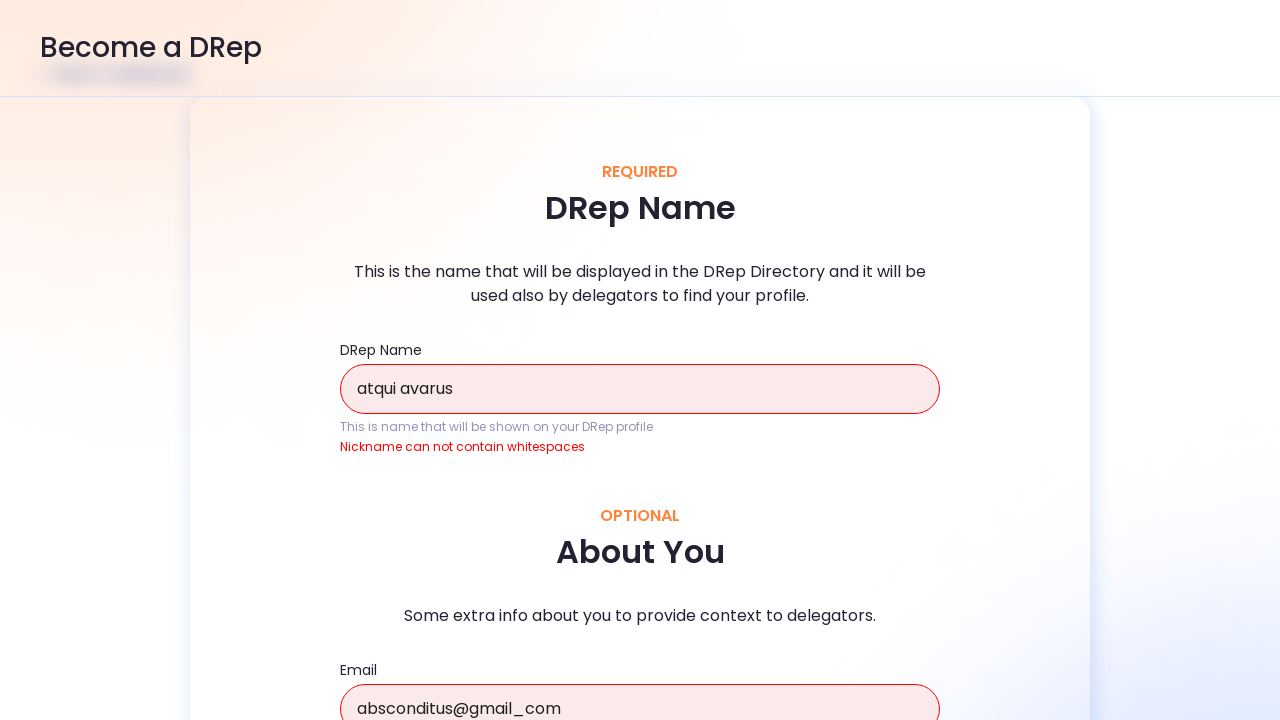 Become a DRep
REQUIRED
DRep Name
This is the name that will be displayed in the DRep Directory and it will be
used also by delegators to find your profile.
DRep Name
atqui avarus
This is name that will be shown on your DRep profile
Nickname can not contain whitespaces
OPTIONAL
About You
Some extra info about you to provide context to delegators.
Email
absconditus@gmail_com